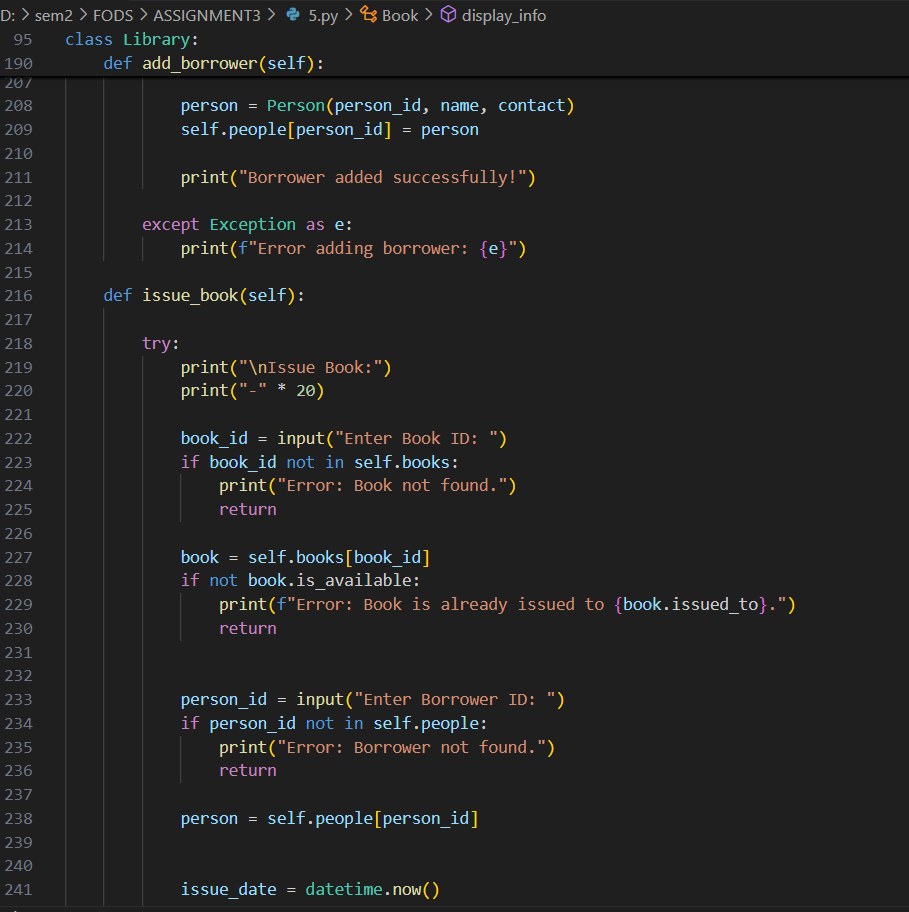 D: > sem2 > FODS > ASSIGNMENT3 > 5.py > Book > display_info
95 class Library:
190 def add_borrower(self):
207
208 person = Person(person_id, name, contact)
209 self.people[person_id] = person
210
211 print("Borrower added successfully!")
212
213 except Exception as e:
214 print(f"Error adding borrower: {e}")
215
216 def issue_book(self):
217
218 try:
219 print("\nIssue Book:")
220 print("-" * 20)
221
222 book_id = input("Enter Book ID: ")
223 if book_id not in self.books:
224 print("Error: Book not found.")
225 return
226
227 book = self.books[book_id]
228 if not book.is_available:
229 print(f"Error: Book is already issued to {book.issued_to}.")
230 return
231
232
233 person_id = input("Enter Borrower ID: ")
234 if person_id not in self.people:
235 print("Error: Borrower not found.")
236 return
237
238 person = self.people[person_id]
239
240
241 issue_date = datetime.now()